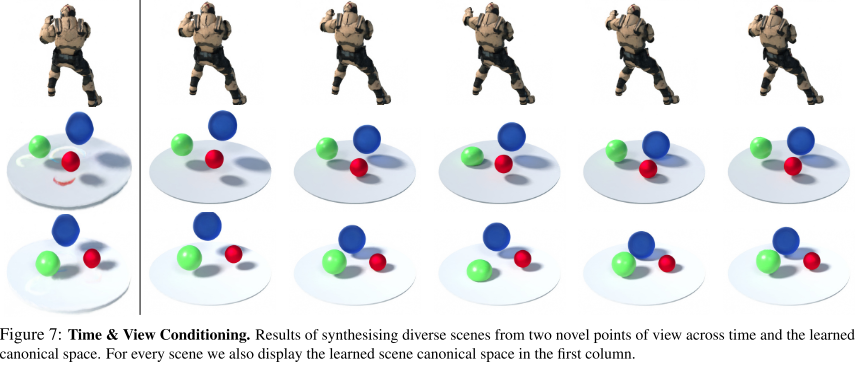 Figure 7: Time & View Conditioning. Results of synthesising diverse scenes from two novel points of view across time and the learned
canonical space. For every scene we also display the learned scene canonical space in the first column.